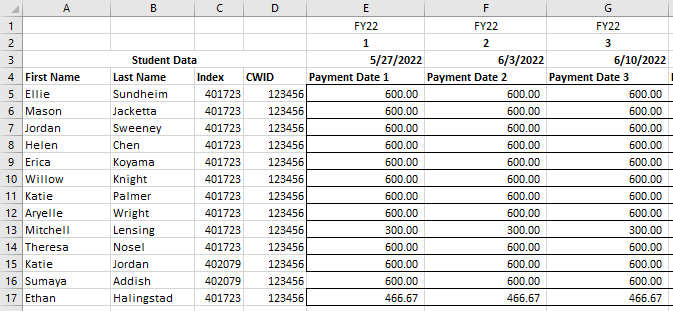 A B C D E F G
1 FY22 FY22 FY22
2 1 2 3
3 Student Data 5/27/2022 6/3/2022 6/10/2022
4 First Name Last Name Index CWID Payment Date 1 Payment Date 2 Payment Date 3
5 Ellie Sundheim 401723 123456 600.00 600.00 600.00
6 Mason Jacketta 401723 123456 600.00 600.00 600.00
7 Jordan Sweeney 401723 123456 600.00 600.00 600.00
8 Helen Chen 401723 123456 600.00 600.00 600.00
9 Erica Koyama 401723 123456 600.00 600.00 600.00
10 Willow Knight 401723 123456 600.00 600.00 600.00
11 Katie Palmer 401723 123456 600.00 600.00 600.00
12 Aryelle Wright 401723 123456 600.00 600.00 600.00
13 Mitchell Lensing 401723 123456 300.00 300.00 300.00
14 Theresa Nosel 401723 123456 600.00 600.00 600.00
15 Katie Jordan 402079 123456 600.00 600.00 600.00
16 Sumaya Addish 402079 123456 600.00 600.00 600.00
17 Ethan Halingstad 401723 123456 466.67 466.67 466.67